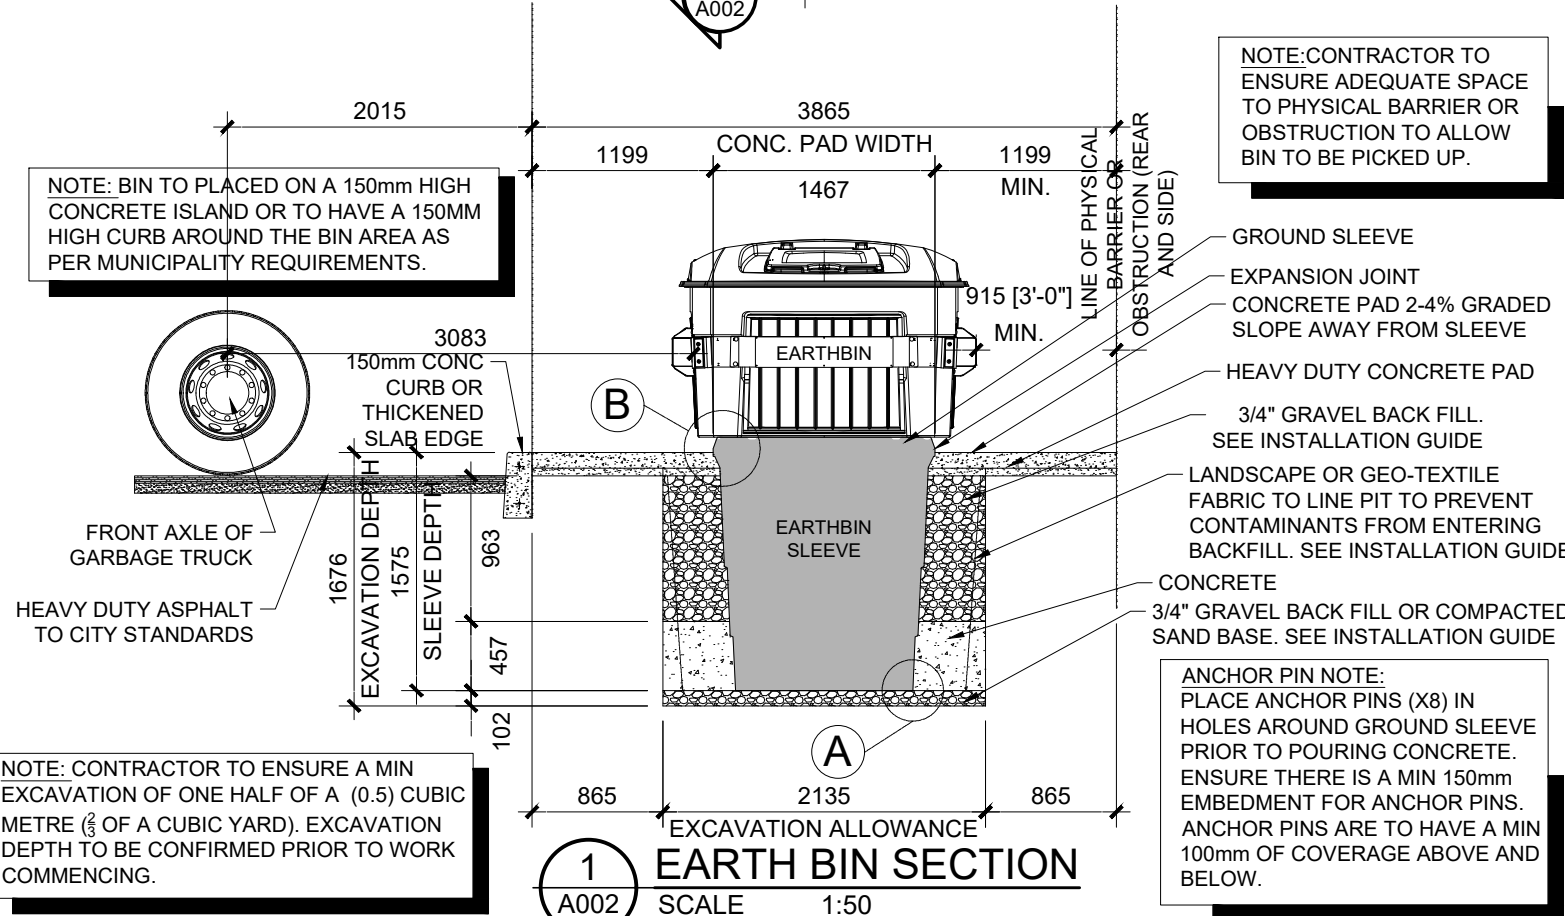 A002
2015
3865
CONC. PAD WIDTH
1199
1467
1199
MIN.
NOTE: BIN TO PLACED ON A 150mm HIGH
CONCRETE ISLAND OR TO HAVE A 150MM
HIGH CURB AROUND THE BIN AREA AS
PER MUNICIPALITY REQUIREMENTS.
NOTE:CONTRACTOR TO
ENSURE ADEQUATE SPACE
TO PHYSICAL BARRIER OR
OBSTRUCTION TO ALLOW
BIN TO BE PICKED UP.
LINE OF PHYSICAL
BARRIER OR
OBSTRUCTION (REAR
AND SIDE)
915 [3'-0"]
MIN.
3083
EARTHBIN
150mm CONC
CURB OR
THICKENED
SLAB EDGE
B
GROUND SLEEVE
EXPANSION JOINT
CONCRETE PAD 2-4% GRADED
SLOPE AWAY FROM SLEEVE
HEAVY DUTY CONCRETE PAD
3/4" GRAVEL BACK FILL.
SEE INSTALLATION GUIDE
LANDSCAPE OR GEO-TEXTILE
FABRIC TO LINE PIT TO PREVENT
CONTAMINANTS FROM ENTERING
BACKFILL. SEE INSTALLATION GUIDE
CONCRETE
3/4" GRAVEL BACK FILL OR COMPACTED
SAND BASE. SEE INSTALLATION GUIDE
FRONT AXLE OF
GARBAGE TRUCK
HEAVY DUTY ASPHALT
TO CITY STANDARDS
1676
EXCAVATION DEPTH
1575
SLEEVE DEPTH
963
457
102
EARTHBIN
SLEEVE
A
ANCHOR PIN NOTE:
PLACE ANCHOR PINS (X8) IN
HOLES AROUND GROUND SLEEVE
PRIOR TO POURING CONCRETE.
ENSURE THERE IS A MIN 150mm
EMBEDMENT FOR ANCHOR PINS.
ANCHOR PINS ARE TO HAVE A MIN
100mm OF COVERAGE ABOVE AND
BELOW.
NOTE: CONTRACTOR TO ENSURE A MIN
EXCAVATION OF ONE HALF OF A (0.5) CUBIC
METRE (2/3 OF A CUBIC YARD). EXCAVATION
DEPTH TO BE CONFIRMED PRIOR TO WORK
COMMENCING.
865
2135
865
EXCAVATION ALLOWANCE
1
A002
EARTH BIN SECTION
SCALE 1:50